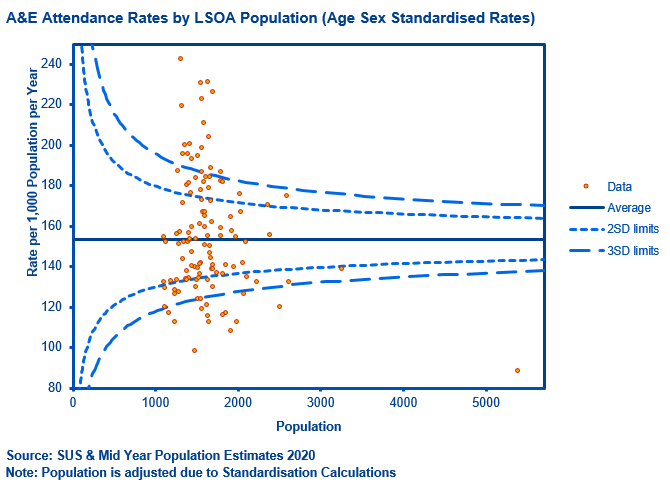 A&E Attendance Rates by LSOA Population (Age Sex Standardised Rates)
Rate per 1,000 Population per Year
240
220
200
180
160
140
120
100
80
0
1000
2000
3000
4000
5000
Population
Data
Average
2SD limits
3SD limits
Source: SUS & Mid Year Population Estimates 2020
Note: Population is adjusted due to Standardisation Calculations